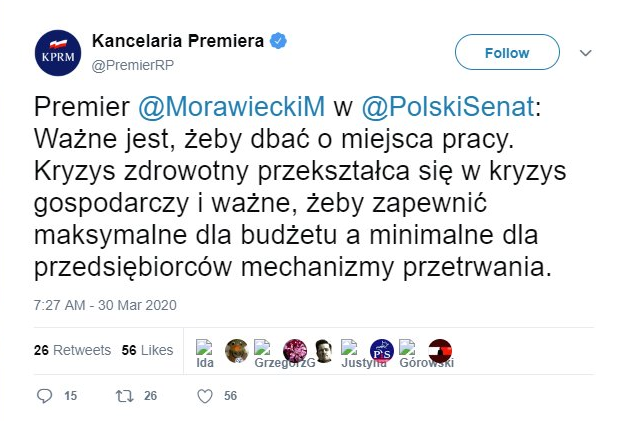 KPRM
Kancelaria Premiera
@PremierRP
Follow
Premier @MorawieckiM w @PolskiSenat:
Ważne jest, żeby dbać o miejsca pracy.
Kryzys zdrowotny przekształca się w kryzys
gospodarczy i ważne, żeby zapewnić
maksymalne dla budżetu a minimalne dla
przedsiębiorców mechanizmy przetrwania.
7:27 AM - 30 Mar 2020
26 Retweets 56 Likes
Ida GrzegorzG Justyna PiS Górowski
15 26 56